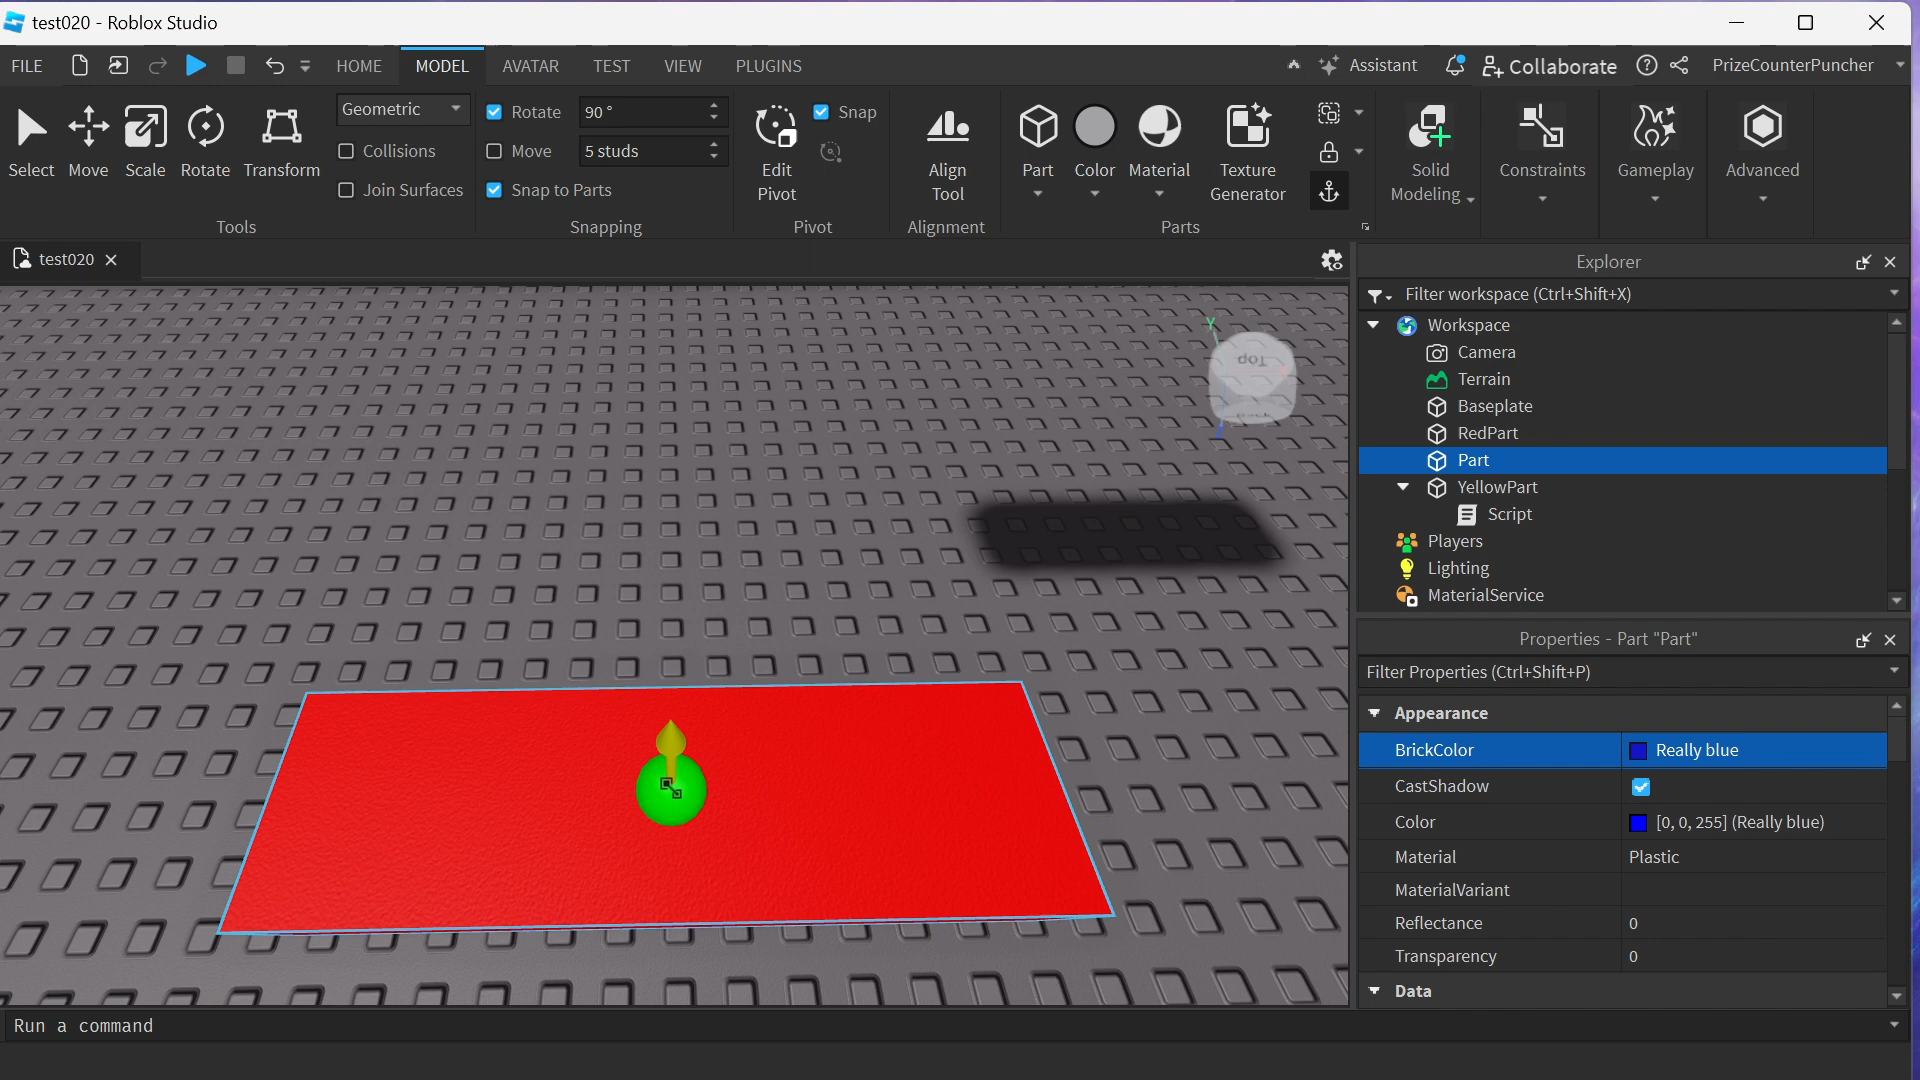 test020 - Roblox Studio
FILE HOME MODEL AVATAR TEST VIEW PLUGINS Assistant Collaborate PrizeCounterPuncher
Select Move Scale Rotate Transform
Geometric
Collisions
Join Surfaces
Tools
Rotate 90 °
Move 5 studs
Snap to Parts
Snapping
Edit
Pivot
Snap
Pivot
Align
Tool
Alignment
Part Color Material Texture
Generator
Parts
Solid
Modeling
Constraints
Gameplay
Advanced
test020
Y
Top
Back
Explorer
Filter workspace (Ctrl+Shift+X)
Workspace
Camera
Terrain
Baseplate
RedPart
Part
YellowPart
Script
Players
Lighting
MaterialService
Properties - Part "Part"
Filter Properties (Ctrl+Shift+P)
Appearance
BrickColor Really blue
CastShadow
Color [0, 0, 255] (Really blue)
Material Plastic
MaterialVariant
Reflectance 0
Transparency 0
Data
Run a command